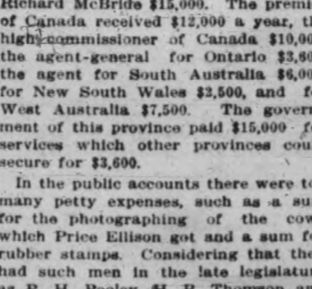 Richard McBride $15,000. The premi
of Canada received $12,000 a year, t
high commissioner of Canada $10,00
the agent-general for Ontario $3,60
the agent for South Australia $6,00
for New South Wales $2,500, and f
West Australia $7,500. The govern
ment of this province paid $15,000 f
services which other provinces cou
secure for $3,600.
In the public accounts there were to
many petty expenses, such as a su
for the photographing of the cow
which Price Ellison got and a sum fo
rubber stamps. Considering that the
had such men in the late legislatur